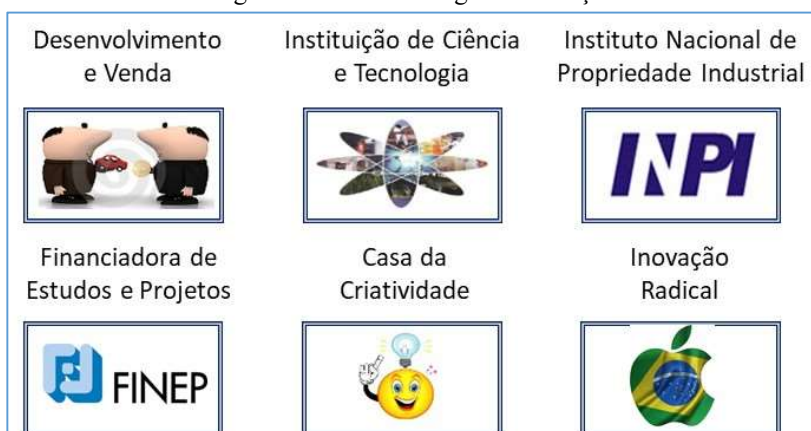 Desenvolvimento
e Venda
Instituição de Ciência
e Tecnologia
Instituto Nacional de
Propriedade Industrial
INPI
Financiadora de
Estudos e Projetos
Casa da
Criatividade
Inovação
Radical
FINEP